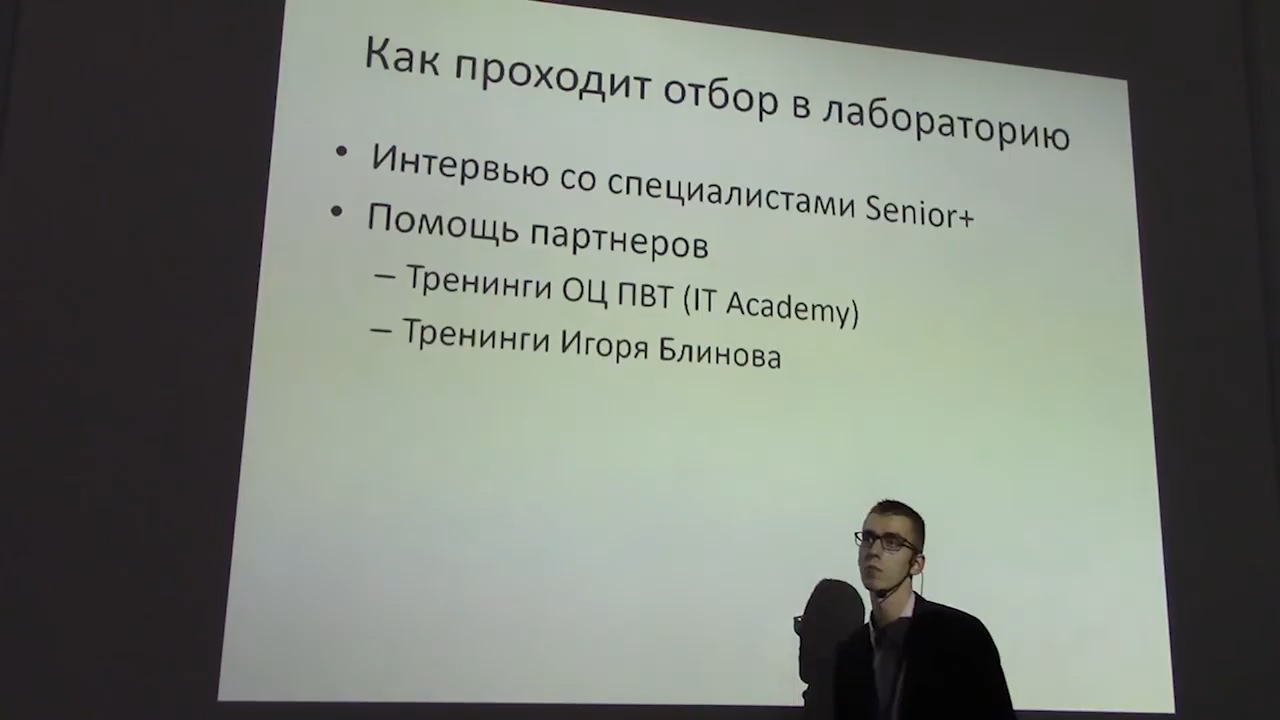 Как проходит отбор в лабораторию
• Интервью со специалистами Senior+
• Помощь партнеров
– Тренинги ОЦ ПВТ (IT Academy)
– Тренинги Игоря Блинова